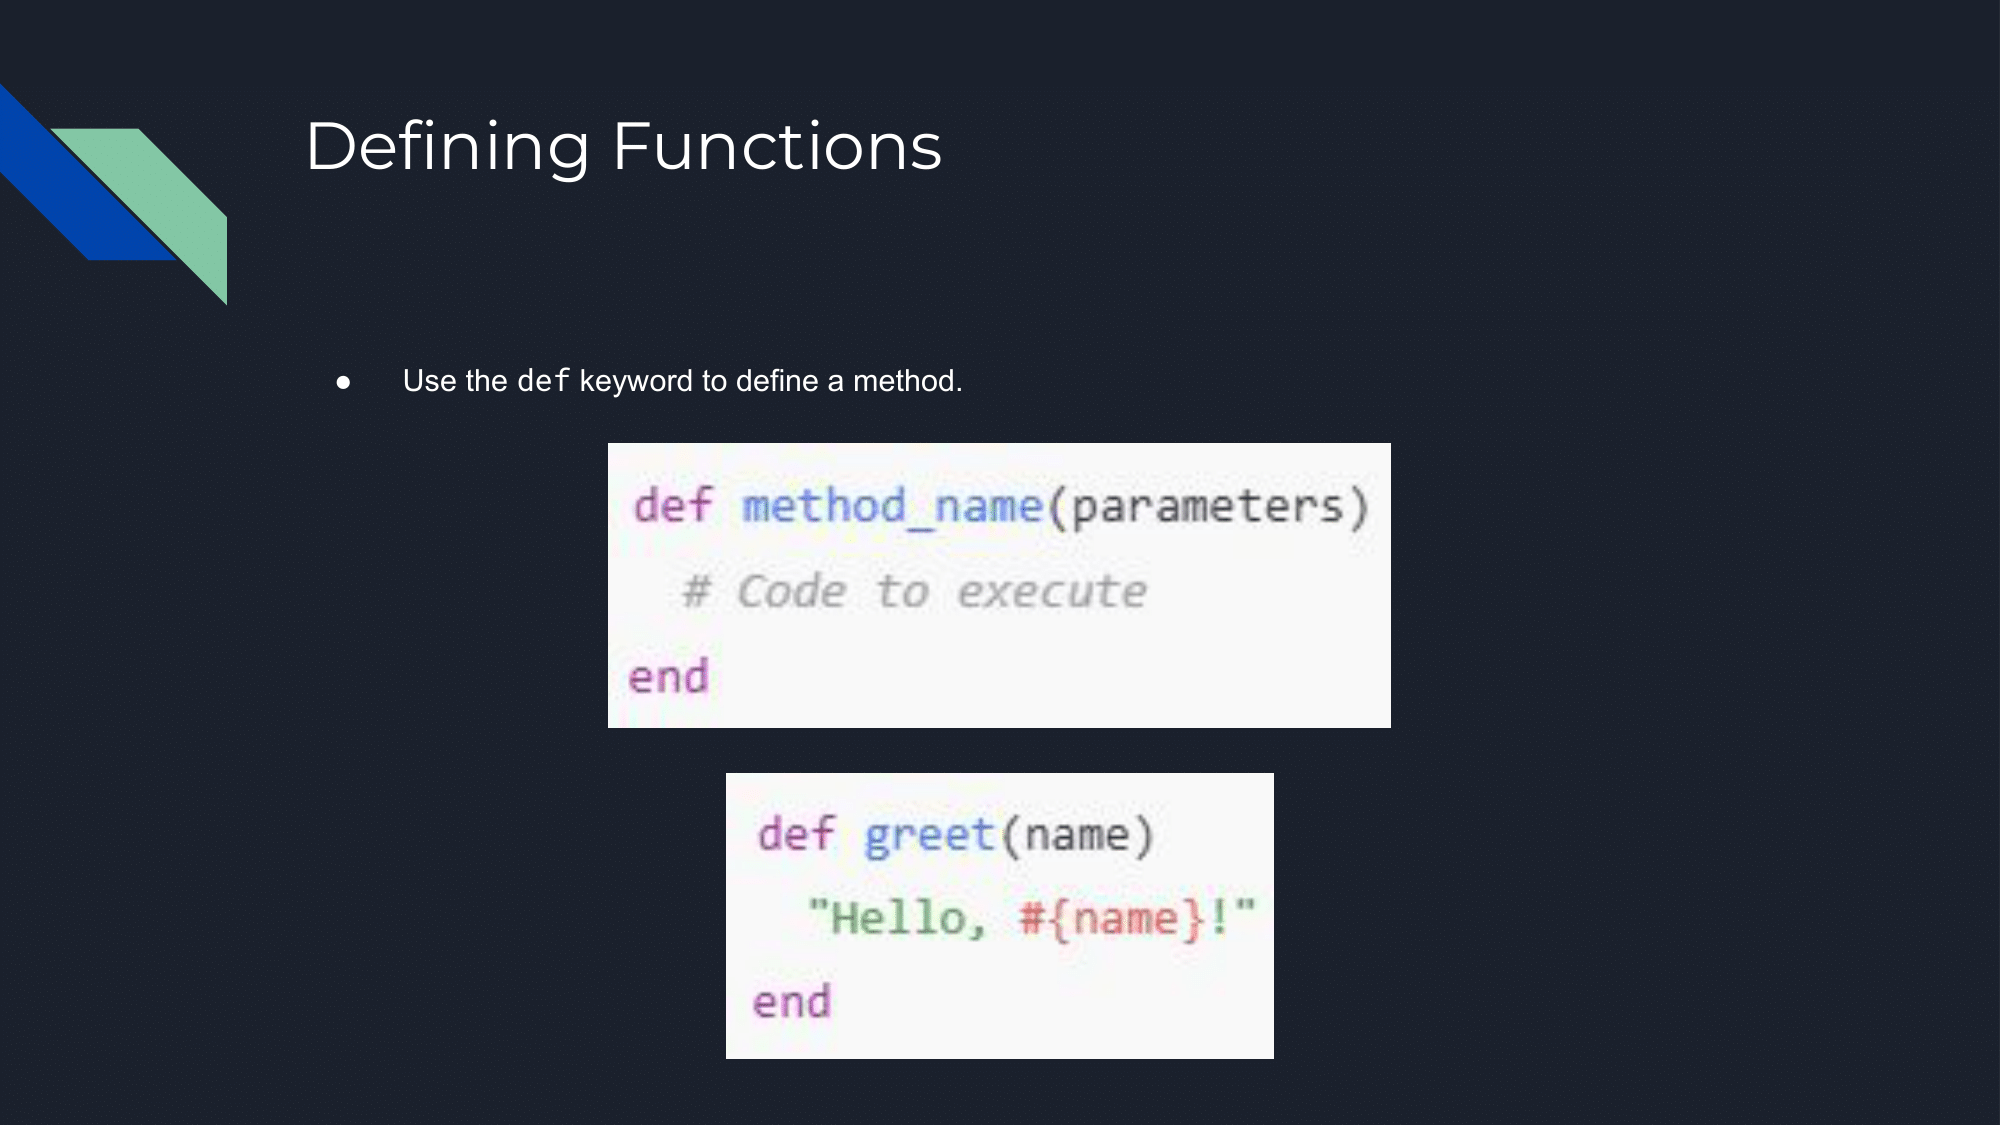 Defining Functions
● Use the def keyword to define a method.
def method_name(parameters)
# Code to execute
end
def greet(name)
"Hello, #{name}!"
end